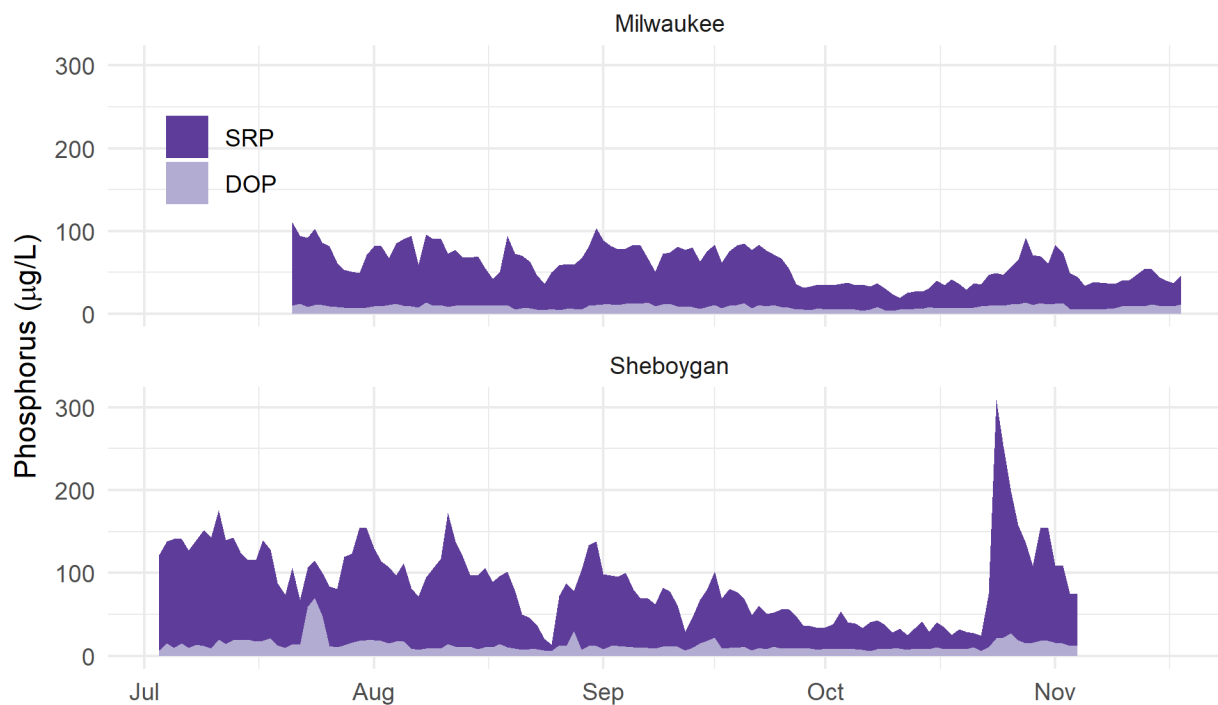 Milwaukee
300
200
100
0
SRP
DOP
Phosphorus (µg/L)
Sheboygan
300
200
100
0
Jul Aug Sep Oct Nov